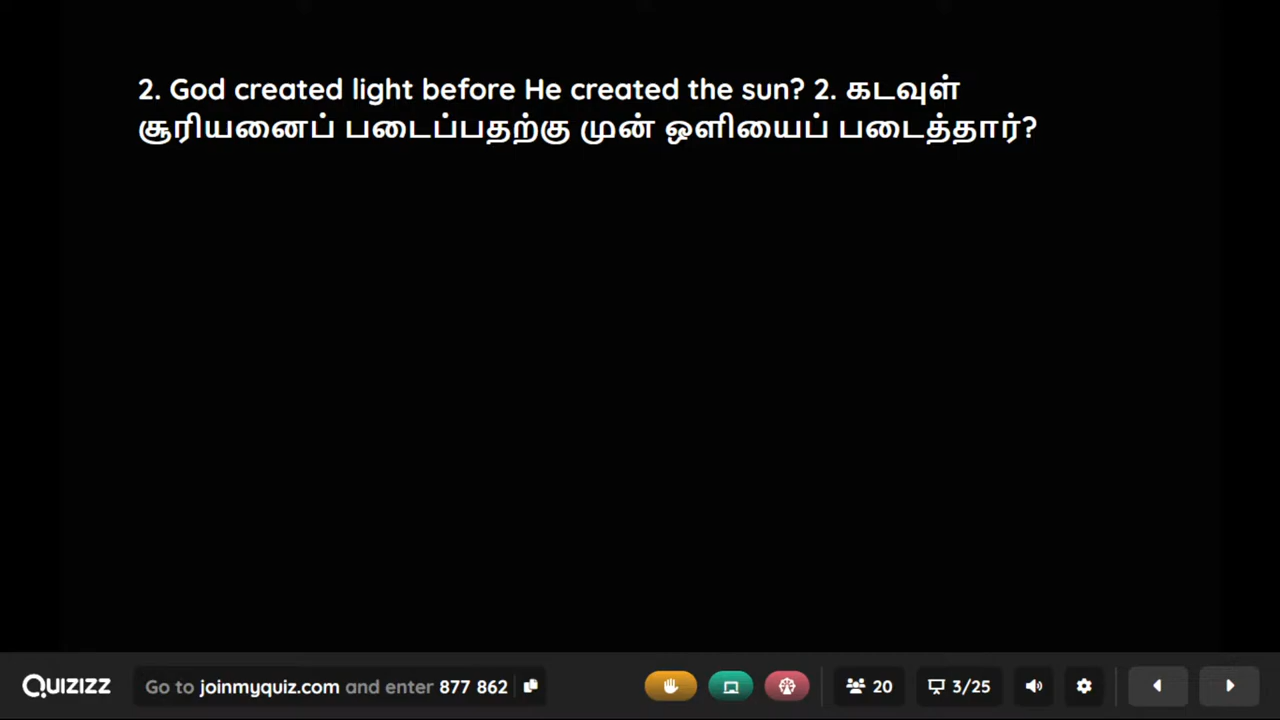 2. God created light before He created the sun? 2. கடவுள்
சூரியனைப் படைப்பதற்கு முன் ஒளியைப் படைத்தார்?
QUIZIZZ Go to joinmyquiz.com and enter 877 862 20 3/25